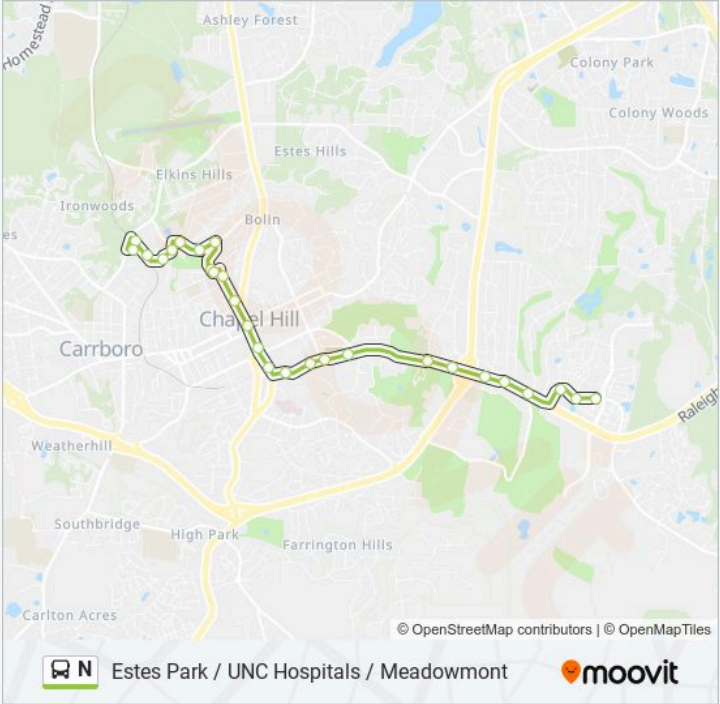 Homestead
Ashley Forest
Colony Park
Colony Woods
Estes Hills
Elkins Hills
Ironwoods
Bolin
es
Chapel Hill
Carrboro
Raleigh
Weatherhill
Southbridge
High Park
Farrington Hills
Carlton Acres
© OpenStreetMap contributors | © OpenMapTiles
N Estes Park / UNC Hospitals / Meadowmont moovit